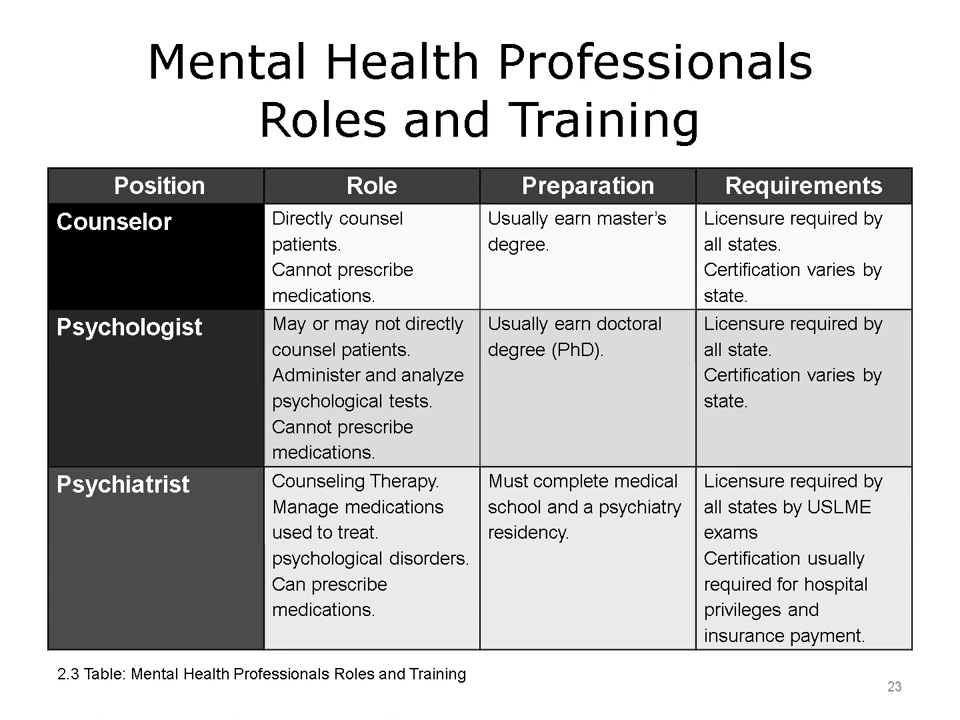 Mental Health Professionals
Roles and Training
Position Role Preparation Requirements
Counselor
Directly counsel
patients.
Cannot prescribe
medications.
Usually earn master's
degree.
Licensure required by
all states.
Certification varies by
state.
Psychologist
May or may not directly
counsel patients.
Administer and analyze
psychological tests.
Cannot prescribe
medications.
Usually earn doctoral
degree (PhD).
Licensure required by
all state.
Certification varies by
state.
Psychiatrist
Counseling Therapy.
Manage medications
used to treat.
psychological disorders.
Can prescribe
medications.
Must complete medical
school and a psychiatry
residency.
Licensure required by
all states by USLME
exams
Certification usually
required for hospital
privileges and
insurance payment.
2.3 Table: Mental Health Professionals Roles and Training
23